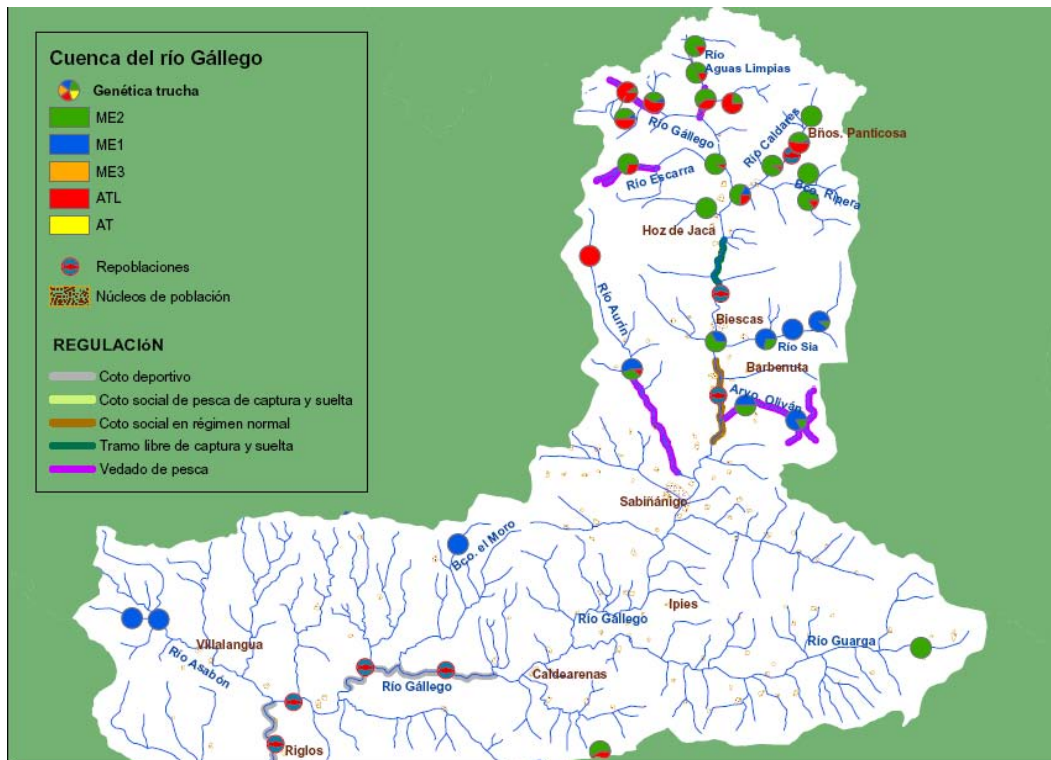 Cuenca del río Gállego
Genética trucha
ME2
ME1
ME3
ATL
AT
Repoblaciones
Núcleos de población
REGULACIóN
Coto deportivo
Coto social de pesca de captura y suelta
Coto social en régimen normal
Tramo libre de captura y suelta
Vedado de pesca
Río
Aguas Limpias
Río Gállego
Río Caldares
Bños. Panticosa
Río Escarra
Bco. Ripera
Hoz de Jaca
Río Aurín
Biescas
Río Sia
Barbenuta
Aryo. Oliván
Sabiñánigo
Bco. el Moro
Ipies
Río Gállego
Río Guarga
Villalangua
Río Asabón
Caldearenas
Río Gállego
Riglos